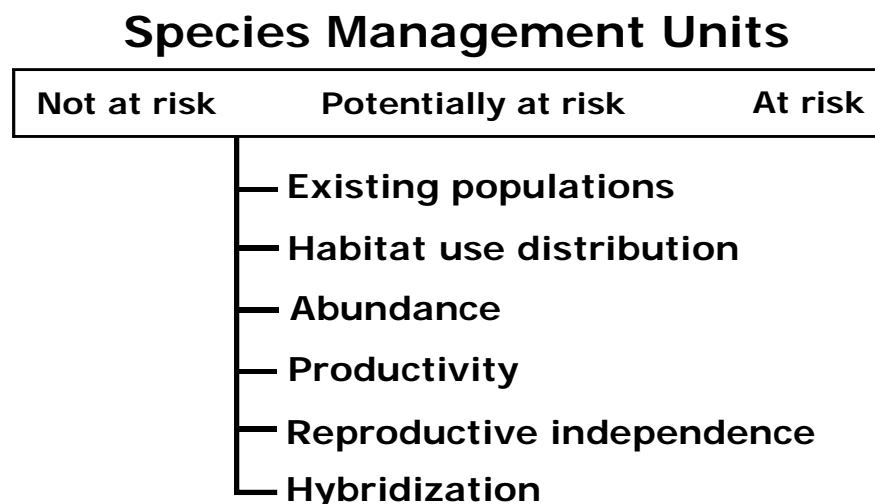 Species Management Units
Not at risk Potentially at risk At risk
Existing populations
Habitat use distribution
Abundance
Productivity
Reproductive independence
Hybridization